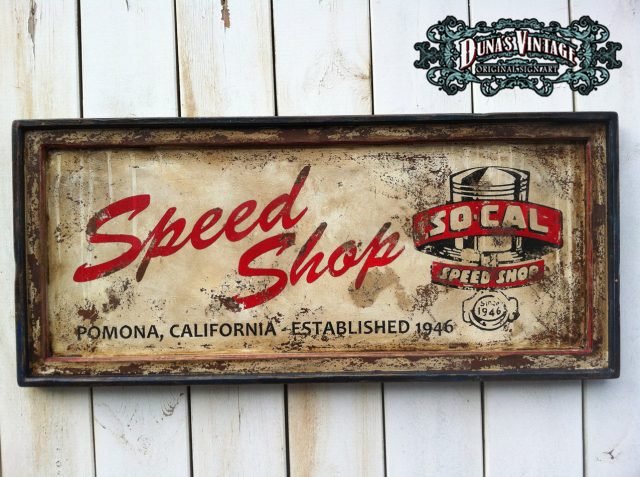 DUNA'S VINTAGE
ORIGINAL SIGN ART
Speed
Shop
SO-CAL
SPEED SHOP
Since
1946
POMONA, CALIFORNIA - ESTABLISHED 1946